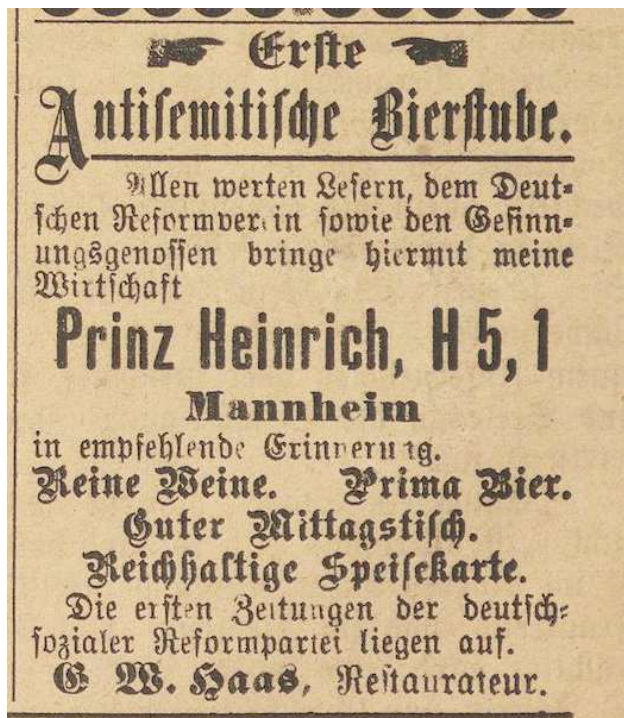 Erste
Antisemitische Bierstube.
Allen werten Lesern, dem Deut-
schen Reformverein sowie den Gesinn-
ungsgenossen bringe hiermit meine
Wirtschaft
Prinz Heinrich, H 5, 1
Mannheim
in empfehlende Erinnerung.
Reine Weine. Prima Bier.
Guter Mittagstisch.
Reichhaltige Speisekarte.
Die ersten Zeitungen der deutsch-
sozialer Reformpartei liegen auf.
G W. Haas, Restaurateur.